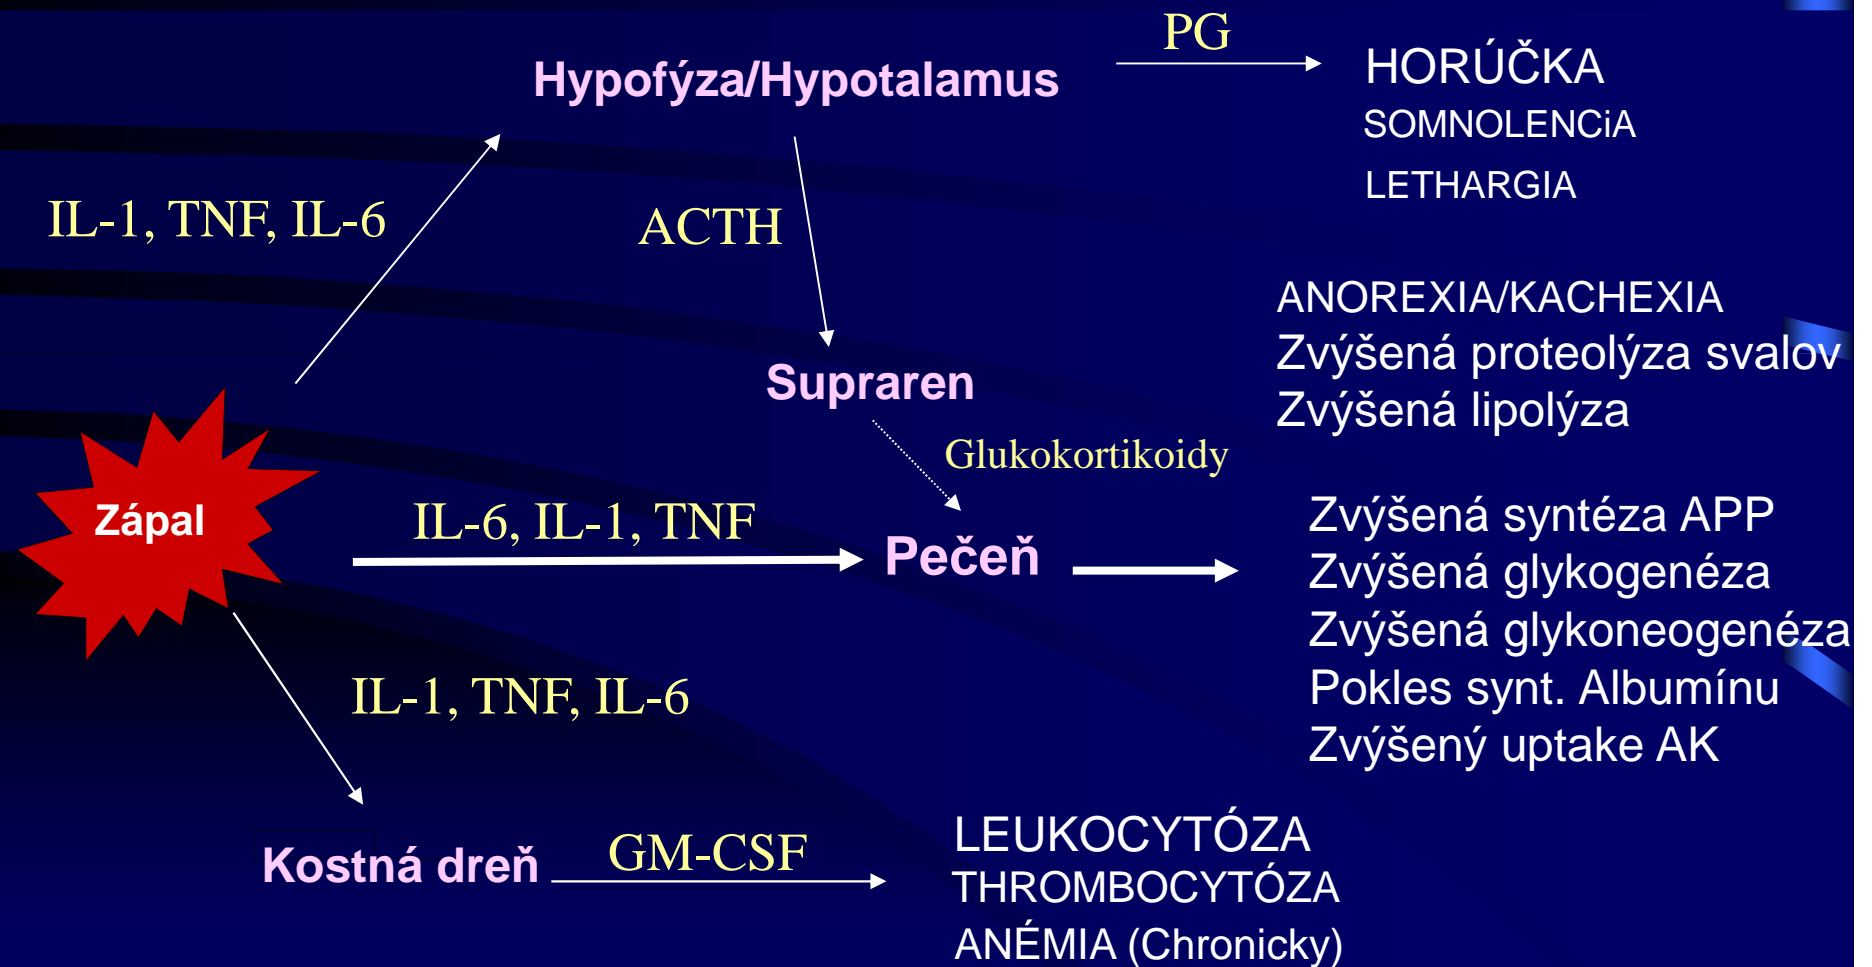 PG
Hypofýza/Hypotalamus
HORÚČKA
SOMNOLENCiA
LETHARGIA
IL-1, TNF, IL-6
ACTH
ANOREXIA/KACHEXIA
Zvýšená proteolýza svalov
Zvýšená lipolýza
Supraren
Glukokortikoidy
Zápal
IL-6, IL-1, TNF
Pečeň
Zvýšená syntéza APP
Zvýšená glykogenéza
Zvýšená glykoneogenéza
Pokles synt. Albumínu
Zvýšený uptake AK
IL-1, TNF, IL-6
Kostná dreň
GM-CSF
LEUKOCYTÓZA
THROMBOCYTÓZA
ANÉMIA (Chronicky)